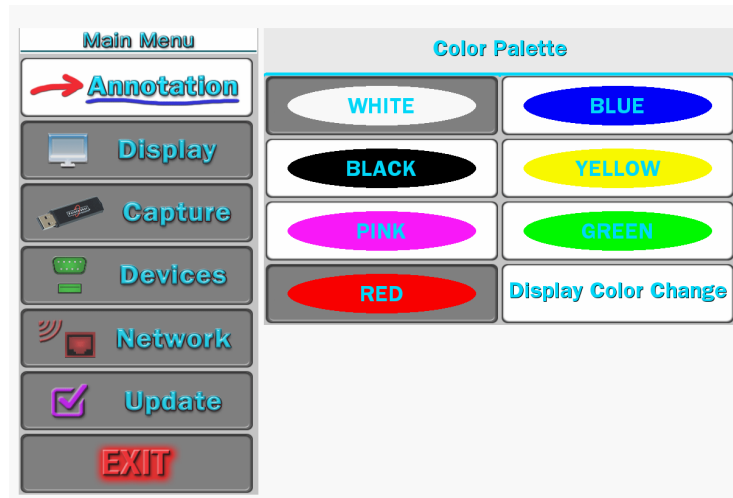 Main Menu
Annotation
Display
Capture
Devices
Network
Update
EXIT
Color Palette
WHITE
BLUE
BLACK
YELLOW
PINK
GREEN
RED
Display Color Change